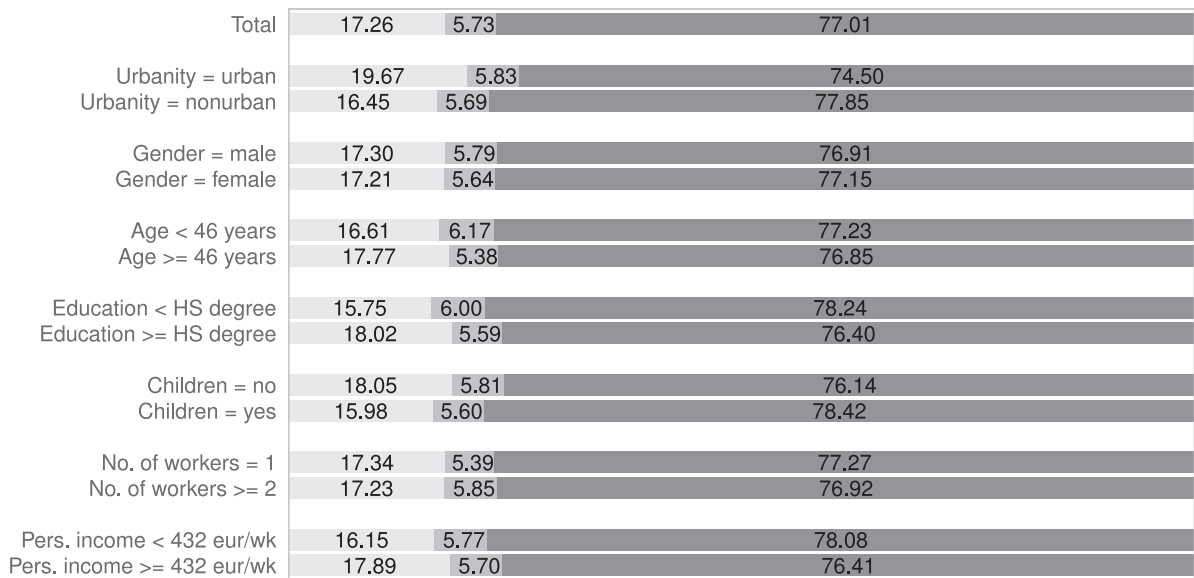 Total 17.26 5.73 77.01
Urbanity = urban 19.67 5.83 74.50
Urbanity = nonurban 16.45 5.69 77.85
Gender = male 17.30 5.79 76.91
Gender = female 17.21 5.64 77.15
Age < 46 years 16.61 6.17 77.23
Age >= 46 years 17.77 5.38 76.85
Education < HS degree 15.75 6.00 78.24
Education >= HS degree 18.02 5.59 76.40
Children = no 18.05 5.81 76.14
Children = yes 15.98 5.60 78.42
No. of workers = 1 17.34 5.39 77.27
No. of workers >= 2 17.23 5.85 76.92
Pers. income < 432 eur/wk 16.15 5.77 78.08
Pers. income >= 432 eur/wk 17.89 5.70 76.41